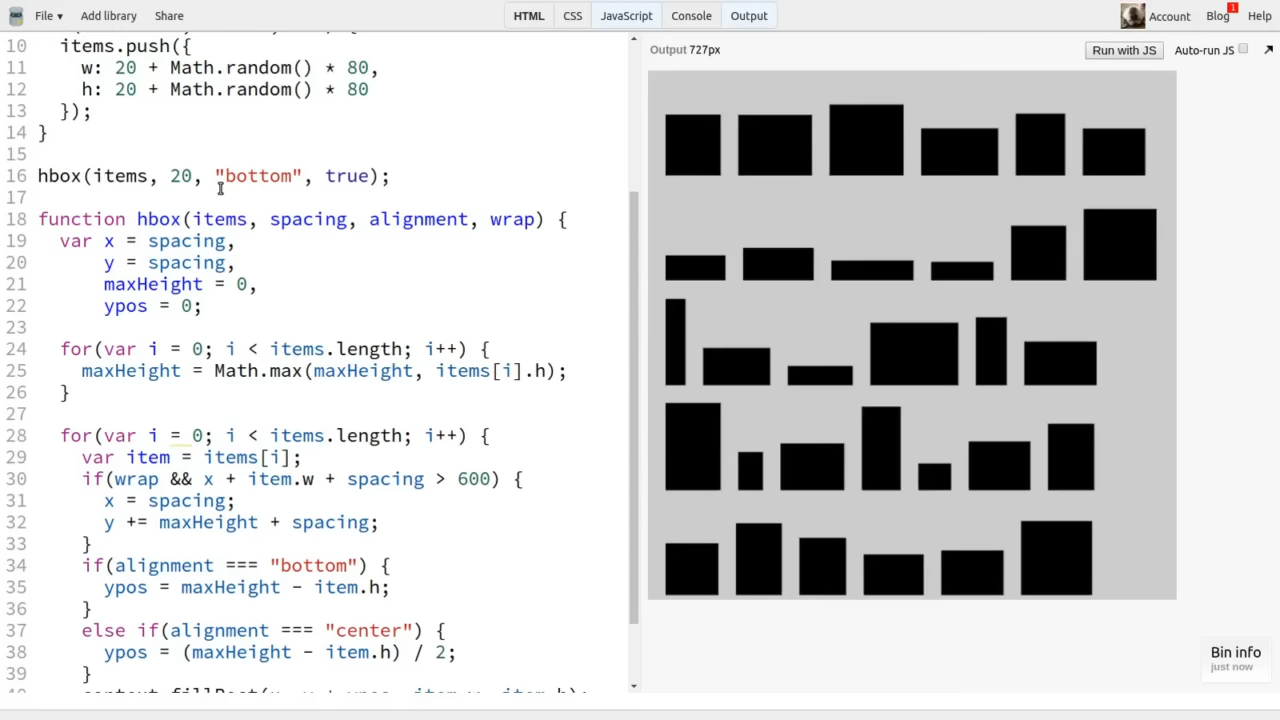 File ▾ Add library Share HTML CSS JavaScript Console Output Account Blog 1 Help
Output 727px Run with JS Auto-run JS
10 items.push({
11 w: 20 + Math.random() * 80,
12 h: 20 + Math.random() * 80
13 });
14 }
15
16 hbox(items, 20, "bottom", true);
17
18 function hbox(items, spacing, alignment, wrap) {
19 var x = spacing,
20 y = spacing,
21 maxHeight = 0,
22 ypos = 0;
23
24 for(var i = 0; i < items.length; i++) {
25 maxHeight = Math.max(maxHeight, items[i].h);
26 }
27
28 for(var i = 0; i < items.length; i++) {
29 var item = items[i];
30 if(wrap && x + item.w + spacing > 600) {
31 x = spacing;
32 y += maxHeight + spacing;
33 }
34 if(alignment === "bottom") {
35 ypos = maxHeight - item.h;
36 }
37 else if(alignment === "center") {
38 ypos = (maxHeight - item.h) / 2;
39 }
Bin info
just now